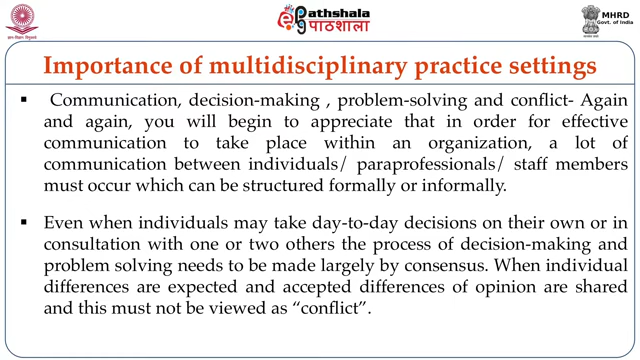 Pathshala
पाठशाला
MHRD
Govt. of India
Importance of multidisciplinary practice settings
▪ Communication, decision-making , problem-solving and conflict- Again
and again, you will begin to appreciate that in order for effective
communication to take place within an organization, a lot of
communication between individuals/ paraprofessionals/ staff members
must occur which can be structured formally or informally.
▪ Even when individuals may take day-to-day decisions on their own or in
consultation with one or two others the process of decision-making and
problem solving needs to be made largely by consensus. When individual
differences are expected and accepted differences of opinion are shared
and this must not be viewed as “conflict”.